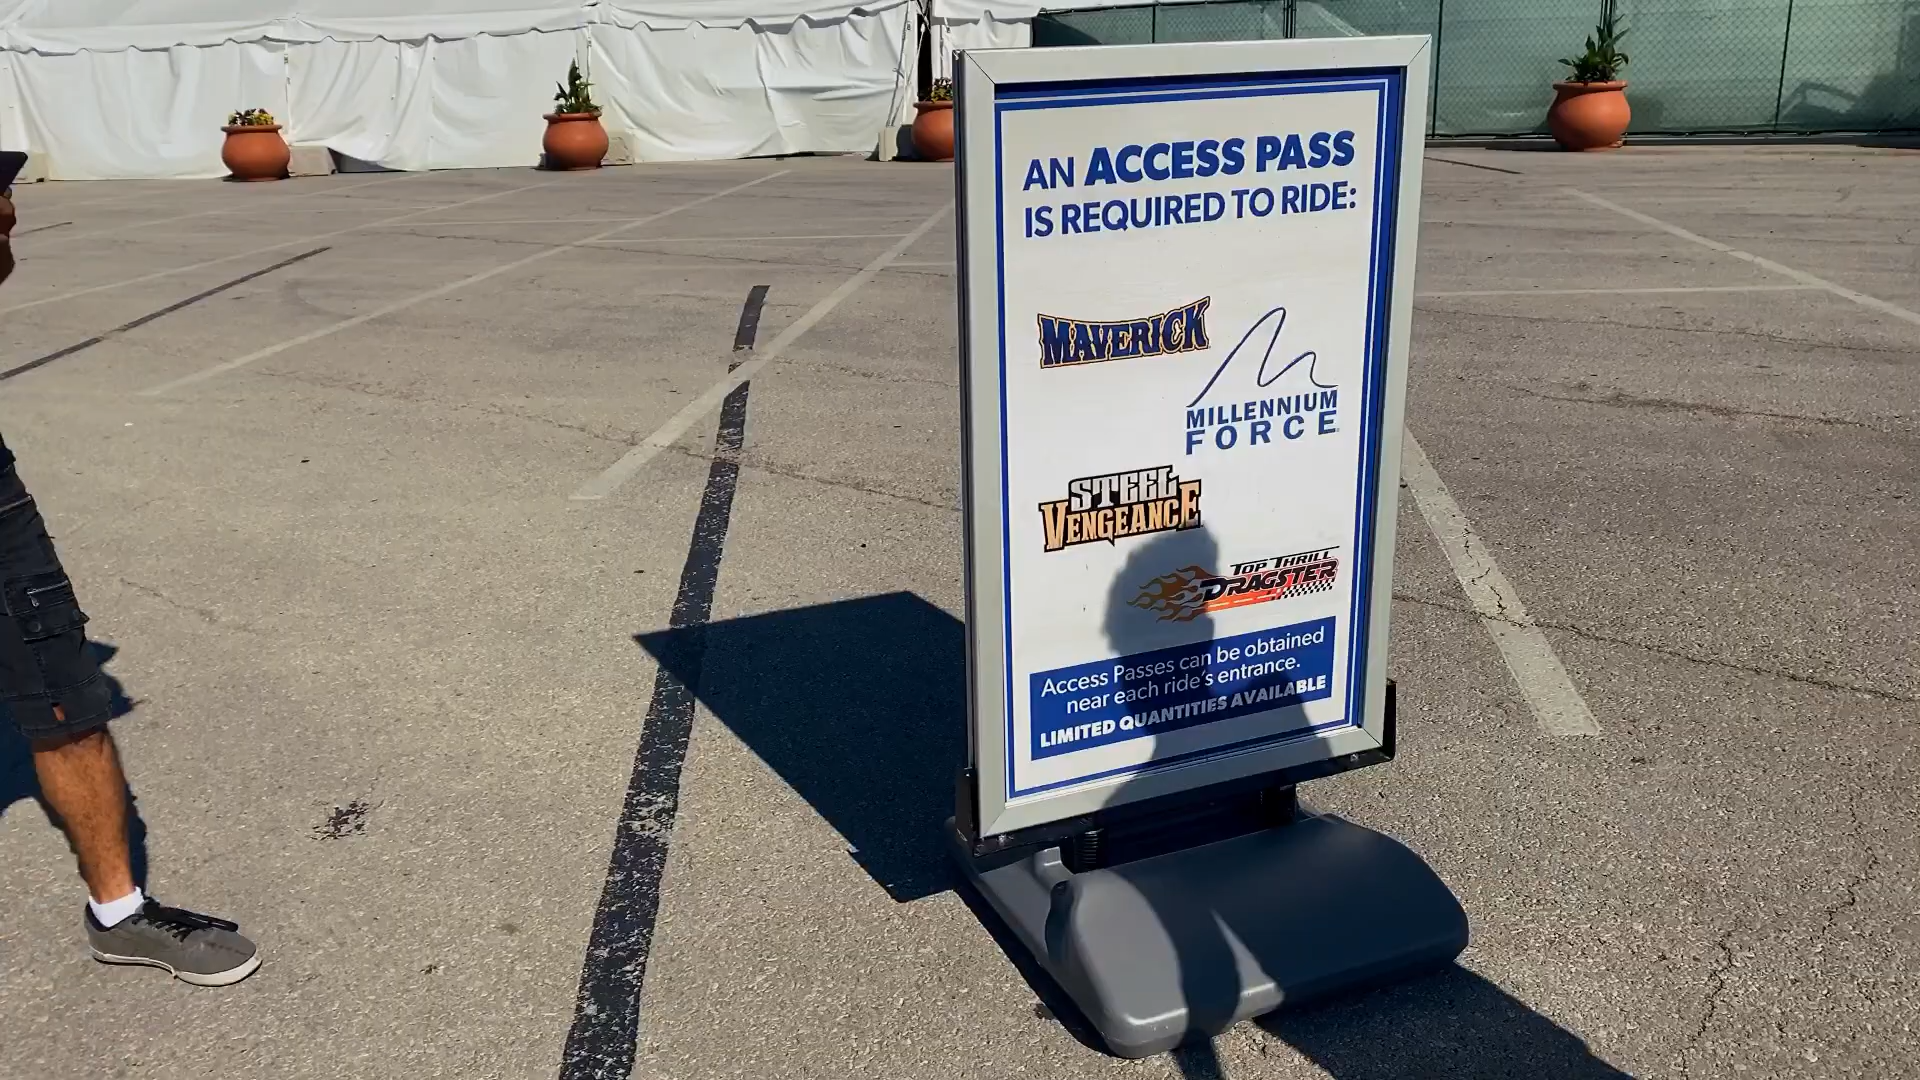 AN ACCESS PASS
IS REQUIRED TO RIDE:
MAVERICK
MILLENNIUM
FORCE
STEEL
VENGEANCE
TOP THRILL
DRAGSTER
Access Passes can be obtained
near each ride's entrance.
LIMITED QUANTITIES AVAILABLE